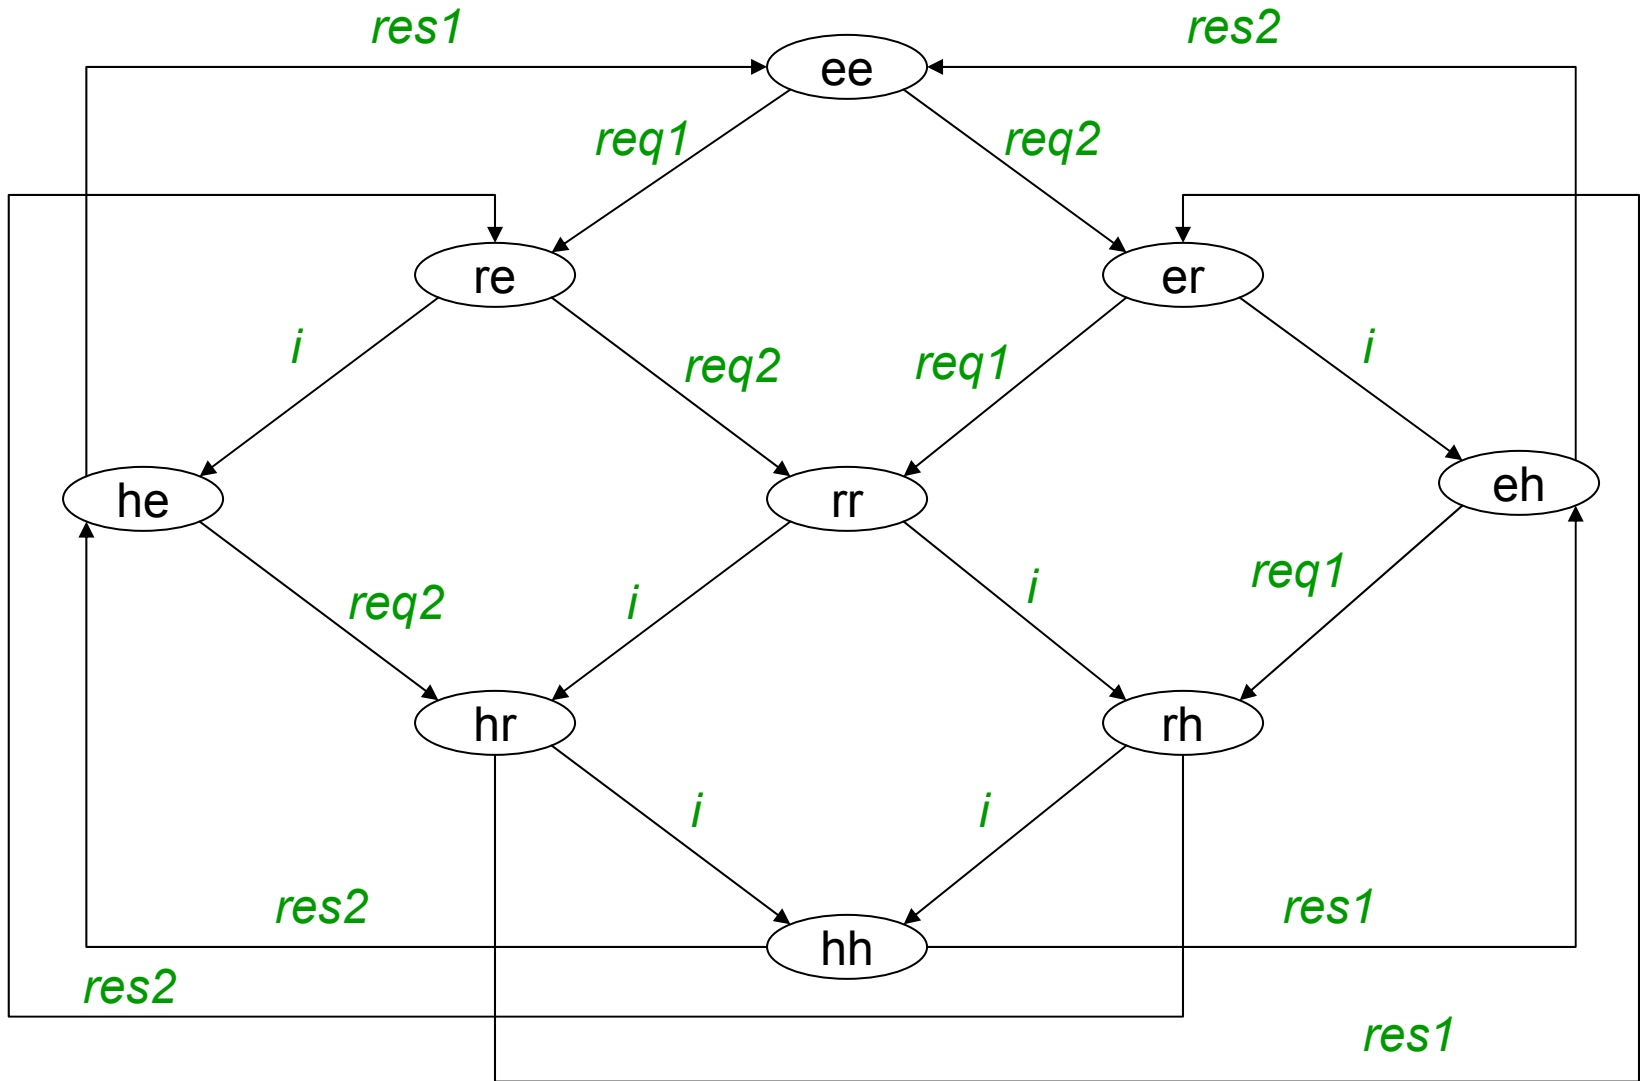 res1
res2
ee
req1
req2
re
er
i
req2
req1
i
he
rr
eh
req2
i
i
req1
hr
rh
i
i
res2
res1
hh
res2
res1